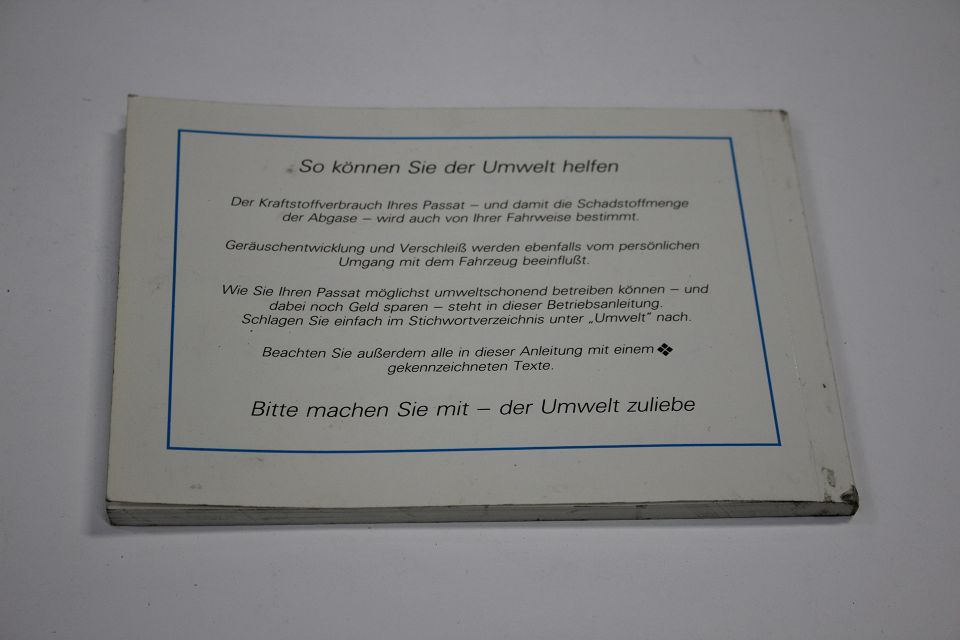 So können Sie der Umwelt helfen
Der Kraftstoffverbrauch Ihres Passat – und damit die Schadstoffmenge
der Abgase – wird auch von Ihrer Fahrweise bestimmt.
Geräuschentwicklung und Verschleiß werden ebenfalls vom persönlichen
Umgang mit dem Fahrzeug beeinflußt.
Wie Sie Ihren Passat möglichst umweltschonend betreiben können – und
dabei noch Geld sparen – steht in dieser Betriebsanleitung.
Schlagen Sie einfach im Stichwortverzeichnis unter „Umwelt" nach.
Beachten Sie außerdem alle in dieser Anleitung mit einem ❖
gekennzeichneten Texte.
Bitte machen Sie mit – der Umwelt zuliebe